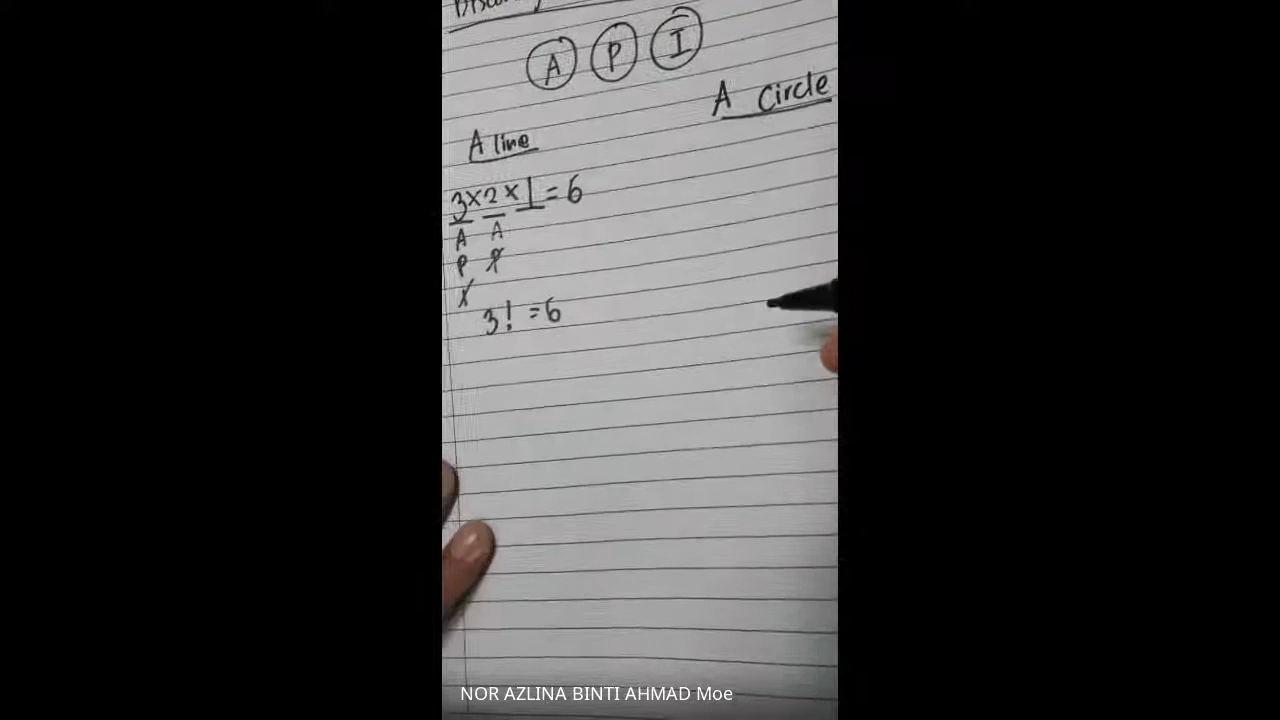 A P I
A Circle
A line
3 x 2 x 1 = 6
A A
P P
I
3! = 6
NOR AZLINA BINTI AHMAD Moe